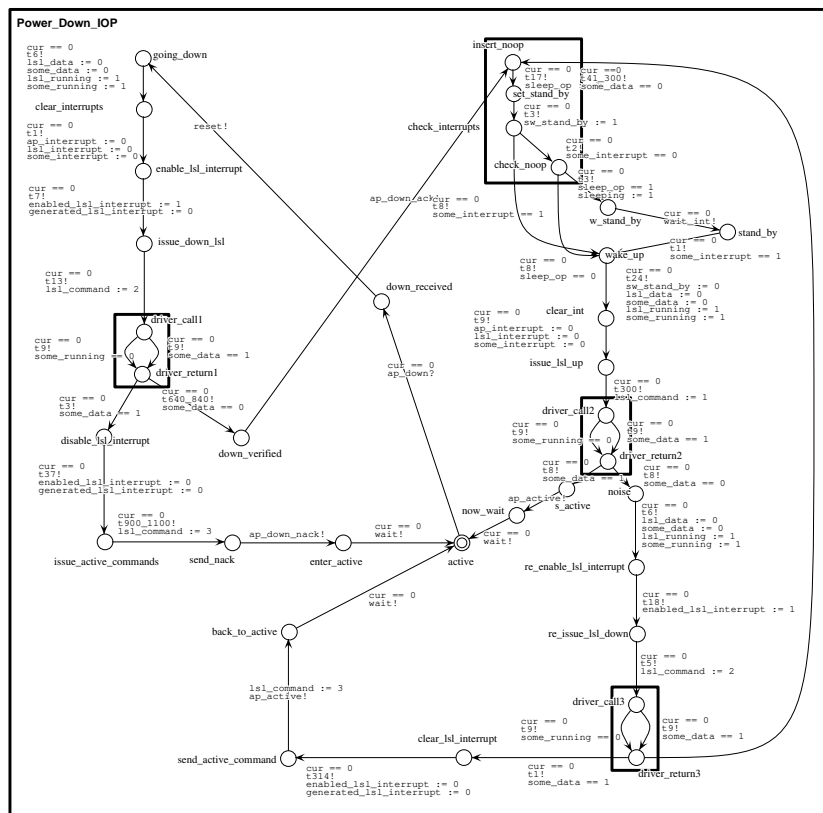 Power_Down_IOP
cur == 0
t6!
lsl_data := 0
some_data := 0
lsl_running := 1
some_running := 1
going_down
clear_interrupts
cur == 0
t1!
ap_interrupt := 0
lsl_interrupt := 0
some_interrupt := 0
enable_lsl_interrupt
cur == 0
t7!
enabled_lsl_interrupt := 1
generated_lsl_interrupt := 0
issue_down_lsl
cur == 0
t13!
lsl_command := 2
driver_call1
cur == 0
t9!
some_running == 0
cur == 0
t9!
some_data == 1
driver_return1
cur == 0
t3!
some_data == 1
cur == 0
t640_840!
some_data == 0
disable_lsl_interrupt
down_verified
cur == 0
t37!
enabled_lsl_interrupt := 0
generated_lsl_interrupt := 0
cur == 0
t900_1100!
lsl_command := 3
issue_active_commands
send_nack
ap_down_nack!
enter_active
cur == 0
wait!
active
reset!
down_received
cur == 0
ap_down?
ap_down_ack!
insert_noop
cur == 0
t17!
sleep_op
cur ==0
t41_300!
some_data == 0
set_stand_by
cur == 0
t3!
sw_stand_by := 1
check_interrupts
cur == 0
t2!
some_interrupt == 0
check_noop
cur == 0
t3!
sleep_op == 1
sleeping := 1
cur == 0
t8!
some_interrupt == 1
w_stand_by
cur == 0
wait_int!
stand_by
cur == 0
t1!
some_interrupt == 1
wake_up
cur == 0
t8!
sleep_op == 0
cur == 0
t24!
sw_stand_by := 0
lsl_data := 0
some_data := 0
lsl_running := 1
some_running := 1
clear_int
cur == 0
t9!
ap_interrupt := 0
lsl_interrupt := 0
some_interrupt := 0
issue_lsl_up
cur == 0
t300!
lsl_command := 1
driver_call2
cur == 0
t9!
some_running == 0
cur == 0
t9!
some_data == 1
driver_return2
cur == 0
t8!
some_data == 1
cur == 0
t8!
some_data == 0
noise
s_active
ap_active!
now_wait
cur == 0
wait!
cur == 0
t6!
lsl_data := 0
some_data := 0
lsl_running := 1
some_running := 1
re_enable_lsl_interrupt
cur == 0
t18!
enabled_lsl_interrupt := 1
re_issue_lsl_down
cur == 0
t5!
lsl_command := 2
driver_call3
cur == 0
t9!
some_running == 0
cur == 0
t9!
some_data == 1
driver_return3
cur == 0
t1!
some_data == 1
clear_lsl_interrupt
cur == 0
t314!
enabled_lsl_interrupt := 0
generated_lsl_interrupt := 0
send_active_command
lsl_command := 3
ap_active!
back_to_active
cur == 0
wait!